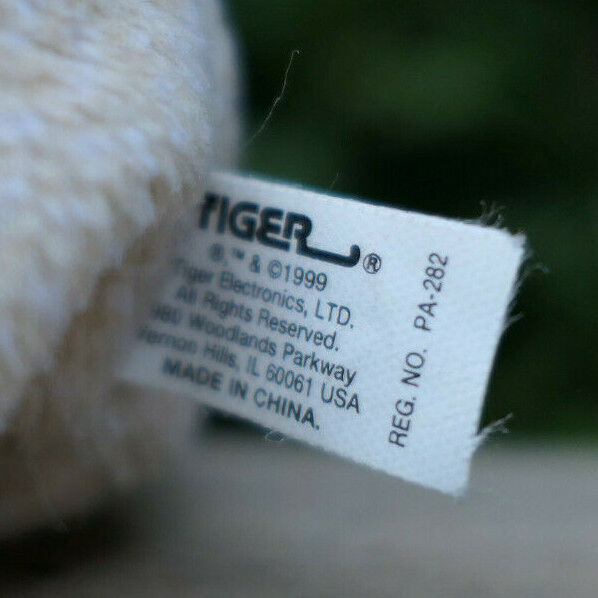 TIGER®
®,™ & ©1999
Tiger Electronics, LTD.
All Rights Reserved.
980 Woodlands Parkway
Vernon Hills, IL 60061 USA
MADE IN CHINA.
REG. NO. PA-282